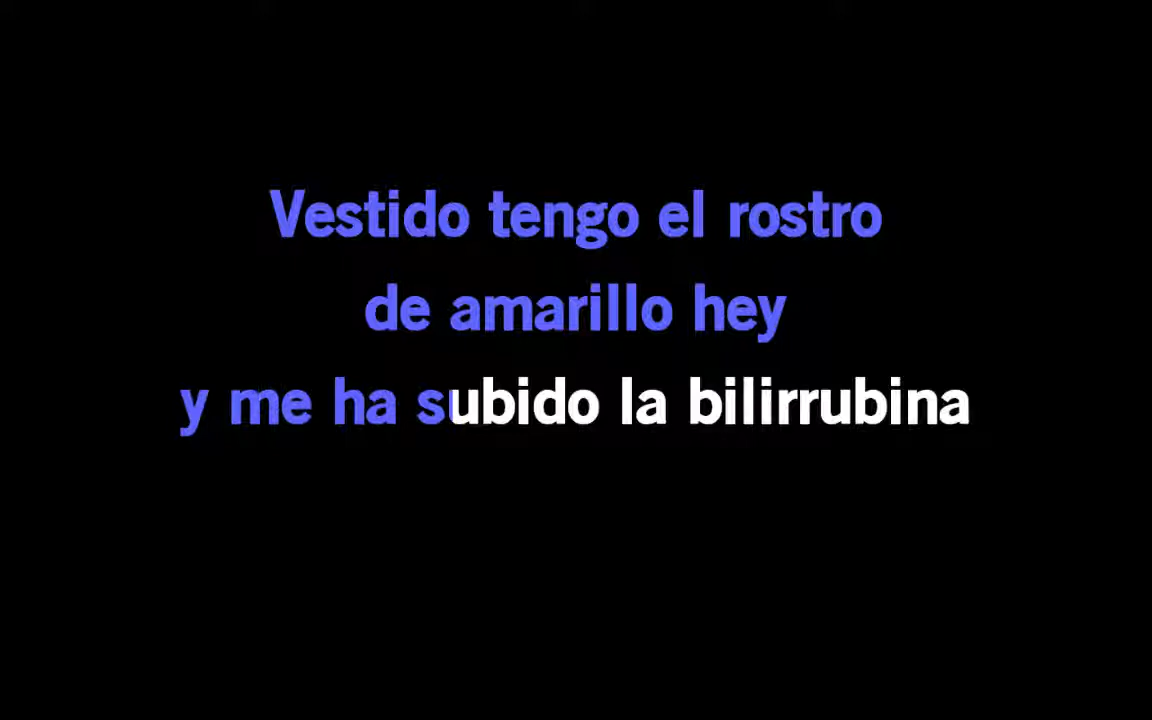 Vestido tengo el rostro
de amarillo hey
y me ha subido la bilirrubina